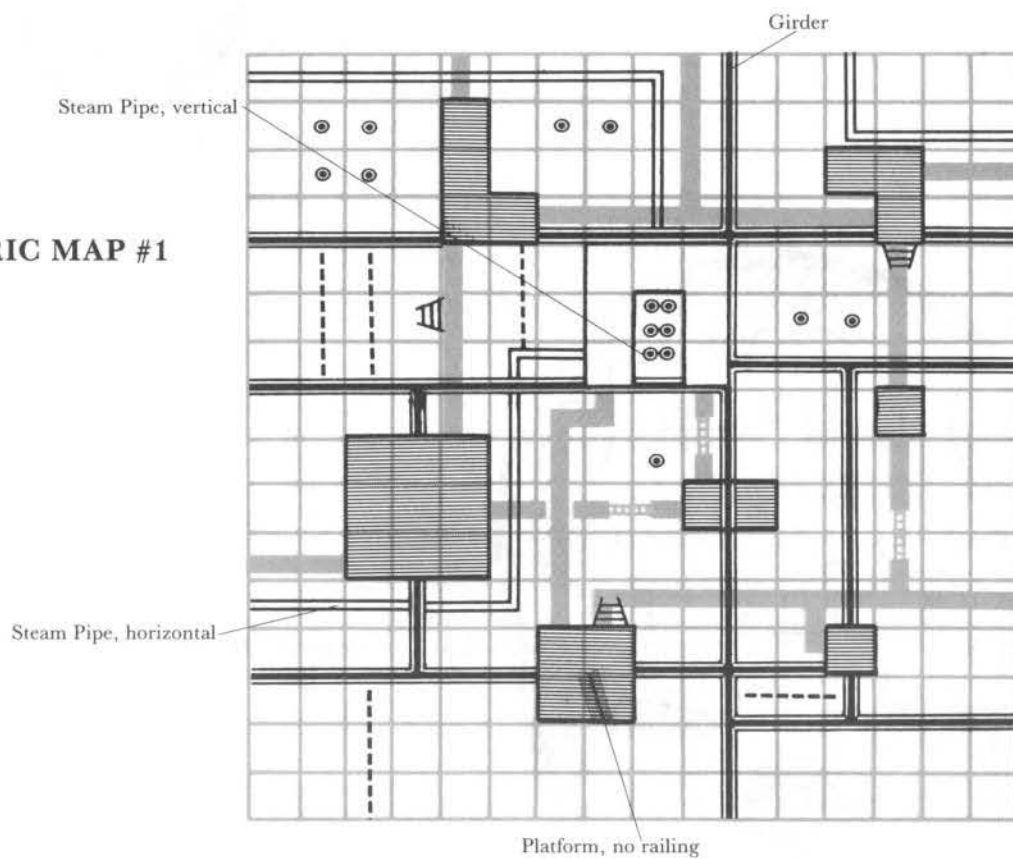 Girder
Steam Pipe, vertical
RIC MAP #1
Steam Pipe, horizontal
Platform, no railing